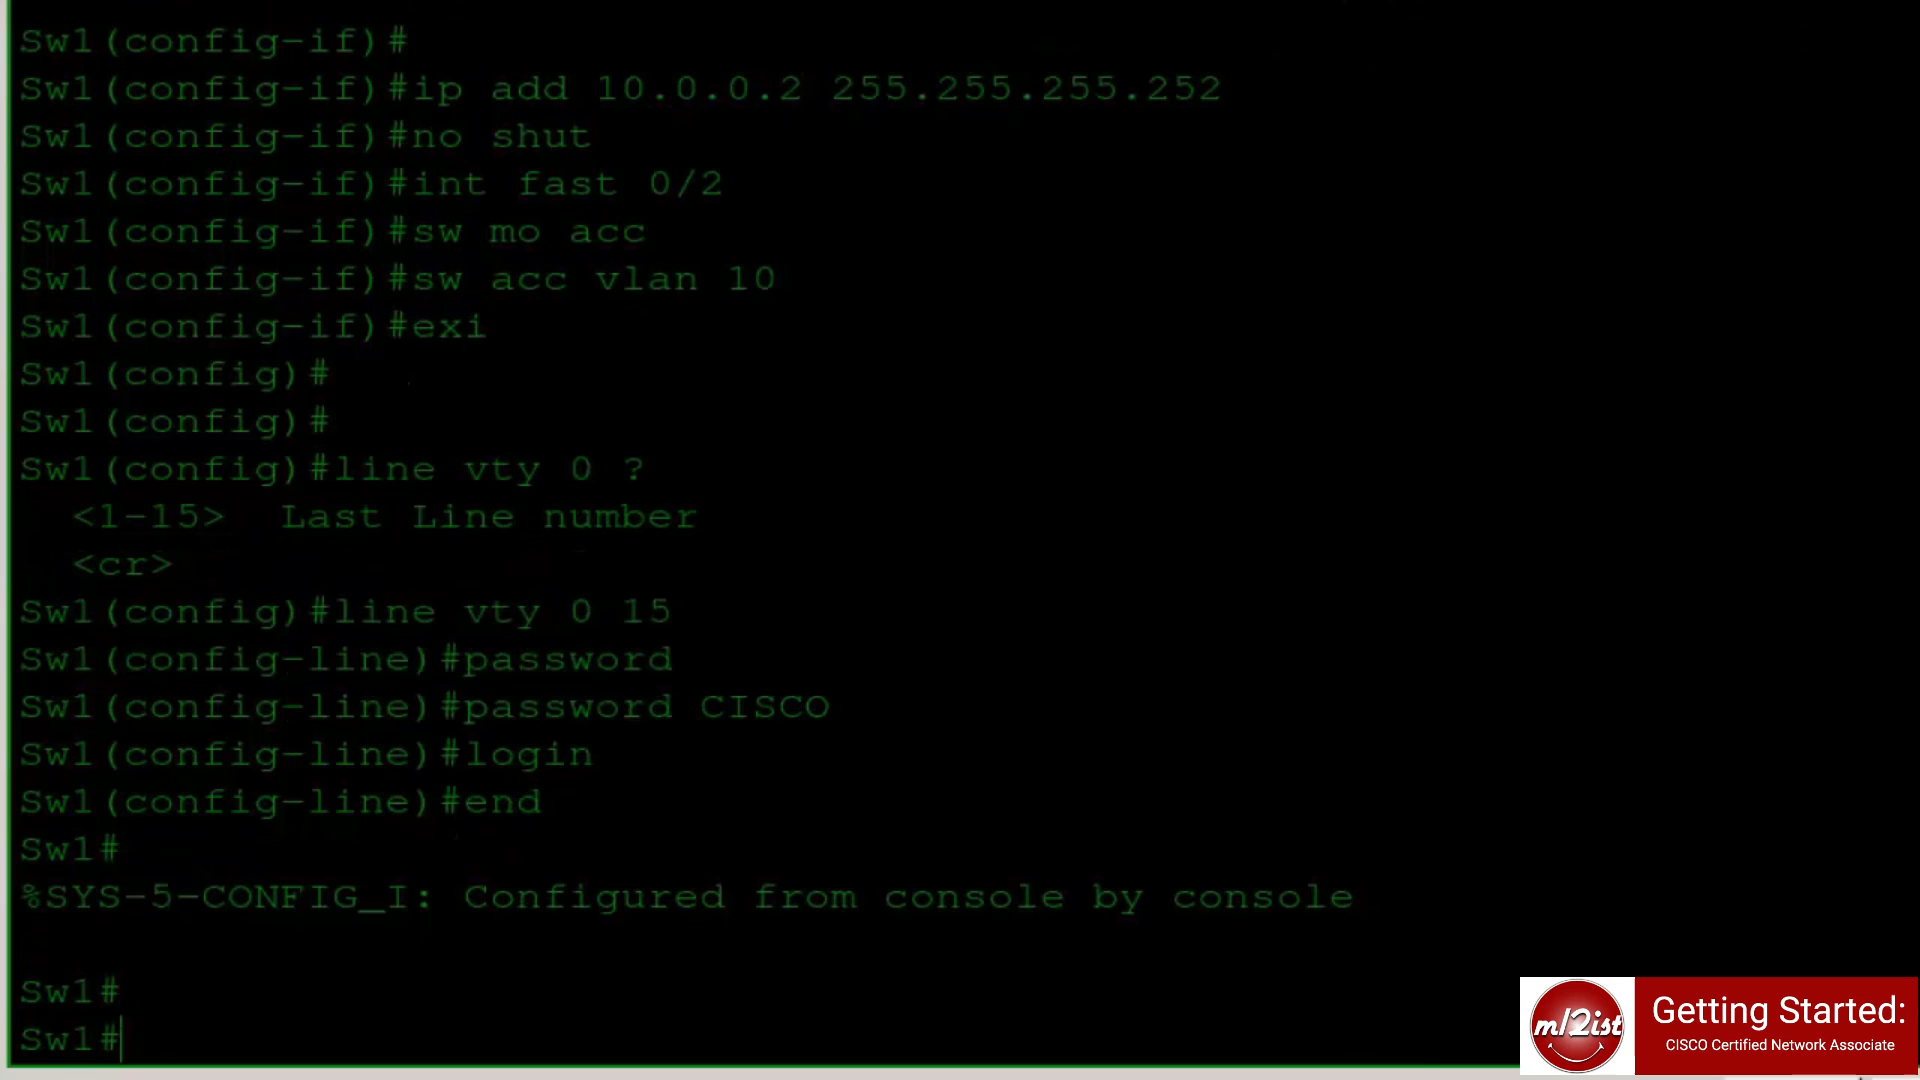 Sw1(config-if)#
Sw1(config-if)#ip add 10.0.0.2 255.255.255.252
Sw1(config-if)#no shut
Sw1(config-if)#int fast 0/2
Sw1(config-if)#sw mo acc
Sw1(config-if)#sw acc vlan 10
Sw1(config-if)#exi
Sw1(config)#
Sw1(config)#
Sw1(config)#line vty 0 ?
<1-15> Last Line number
<cr>
Sw1(config)#line vty 0 15
Sw1(config-line)#password
Sw1(config-line)#password CISCO
Sw1(config-line)#login
Sw1(config-line)#end
Sw1#
%SYS-5-CONFIG_I: Configured from console by console
Sw1#
Sw1#
ml2ist
Getting Started:
CISCO Certified Network Associate